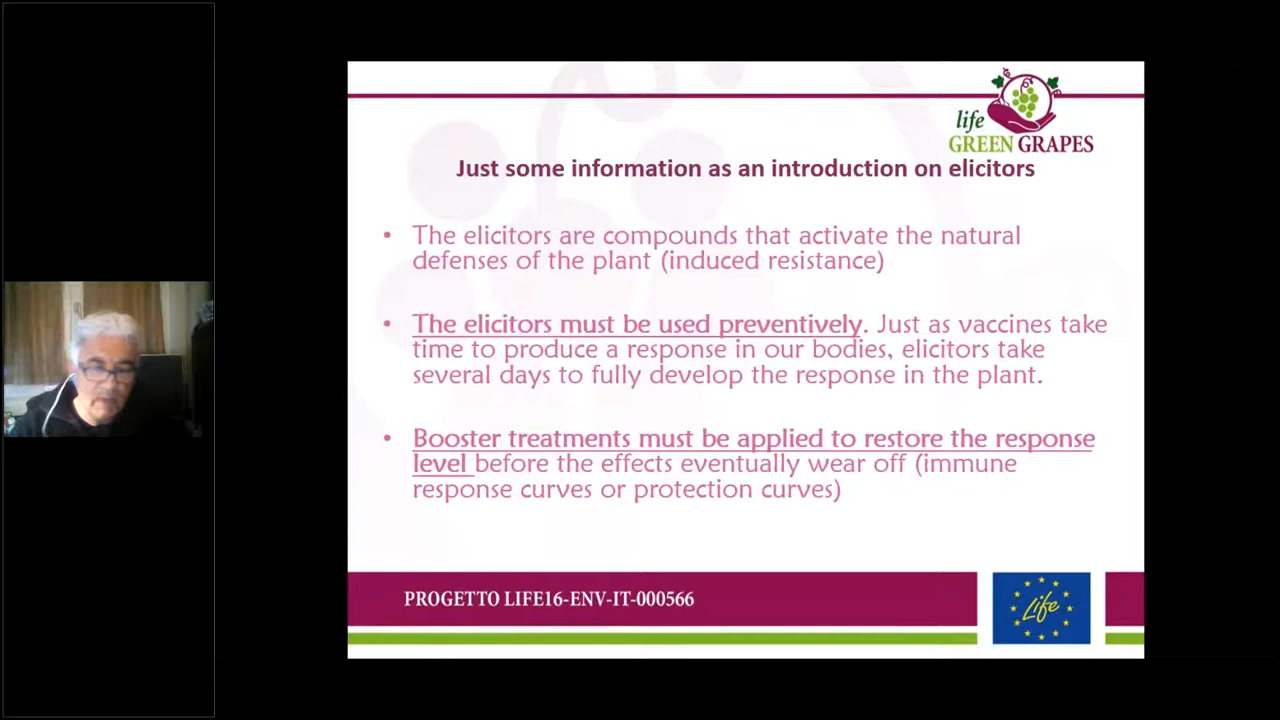 life
GREEN GRAPES
Just some information as an introduction on elicitors
• The elicitors are compounds that activate the natural
defenses of the plant (induced resistance)
• The elicitors must be used preventively. Just as vaccines take
time to produce a response in our bodies, elicitors take
several days to fully develop the response in the plant.
• Booster treatments must be applied to restore the response
level before the effects eventually wear off (immune
response curves or protection curves)
PROGETTO LIFE16-ENV-IT-000566
Life